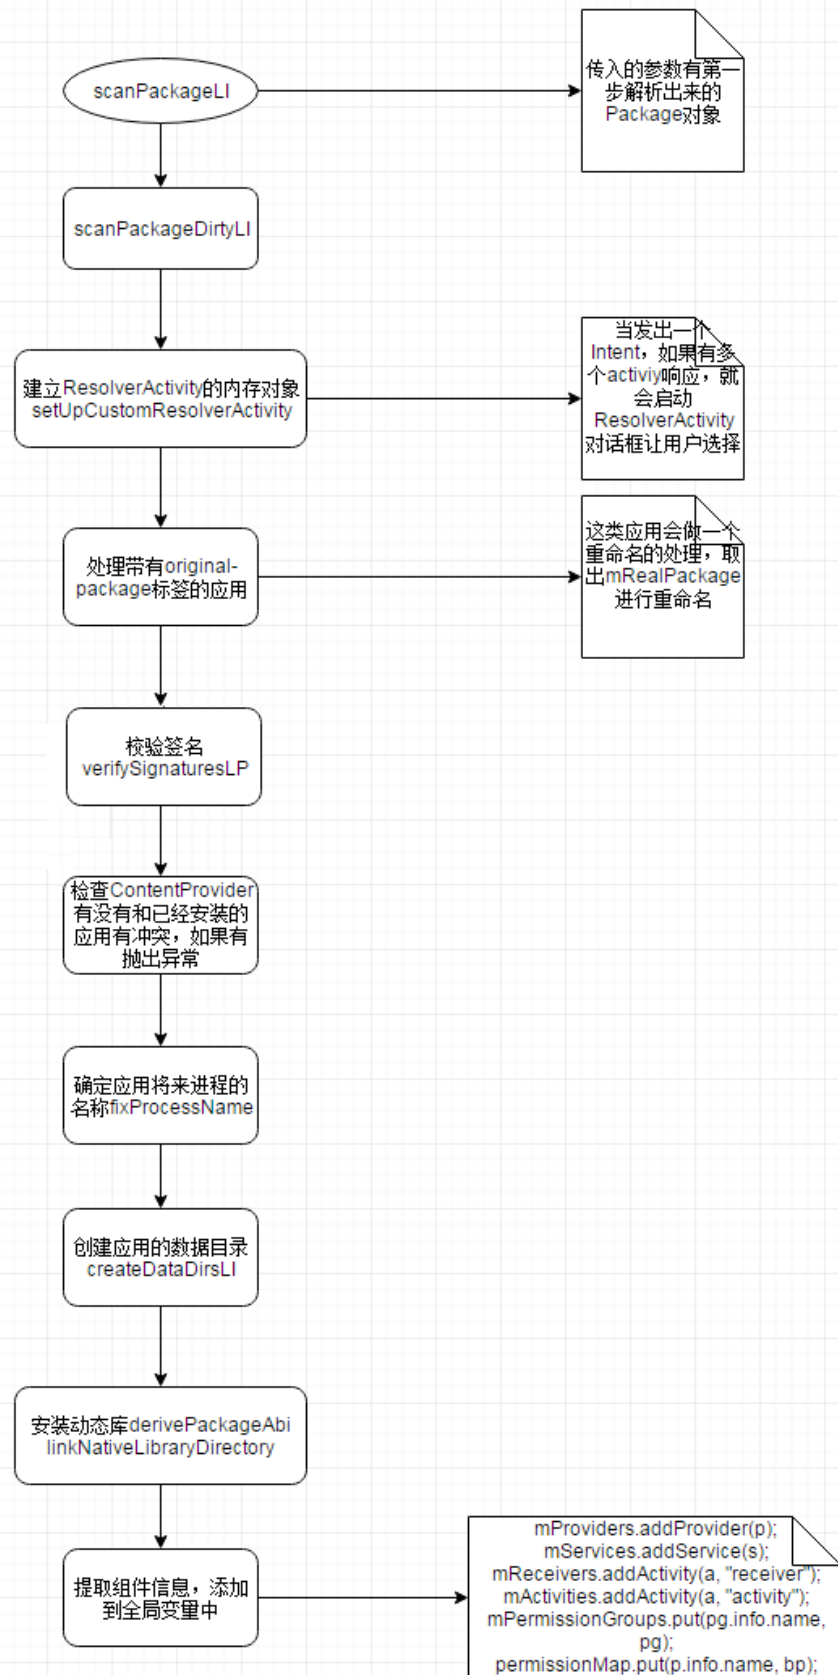 scanPackageLI
传入的参数有第一
步解析出来的
Package对象
scanPackageDirtyLI
建立ResolverActivity的内存对象
setUpCustomResolverActivity
当发出一个
Intent，如果有多
个activiy响应，就
会启动
ResolverActivity
对话框让用户选择
处理带有original-
package标签的应用
这类应用会做一个
重命名的处理，取
出mRealPackage
进行重命名
校验签名
verifySignaturesLP
检查ContentProvider
有没有和已经安装的
应用有冲突，如果有
抛出异常
确定应用将来进程的
名称fixProcessName
创建应用的数据目录
createDataDirsLI
安装动态库derivePackageAbi
linkNativeLibraryDirectory
提取组件信息，添加
到全局变量中
mProviders.addProvider(p);
mServices.addService(s);
mReceivers.addActivity(a, "receiver");
mActivities.addActivity(a, "activity");
mPermissionGroups.put(pg.info.name,
pg);
permissionMap.put(p.info.name, bp);